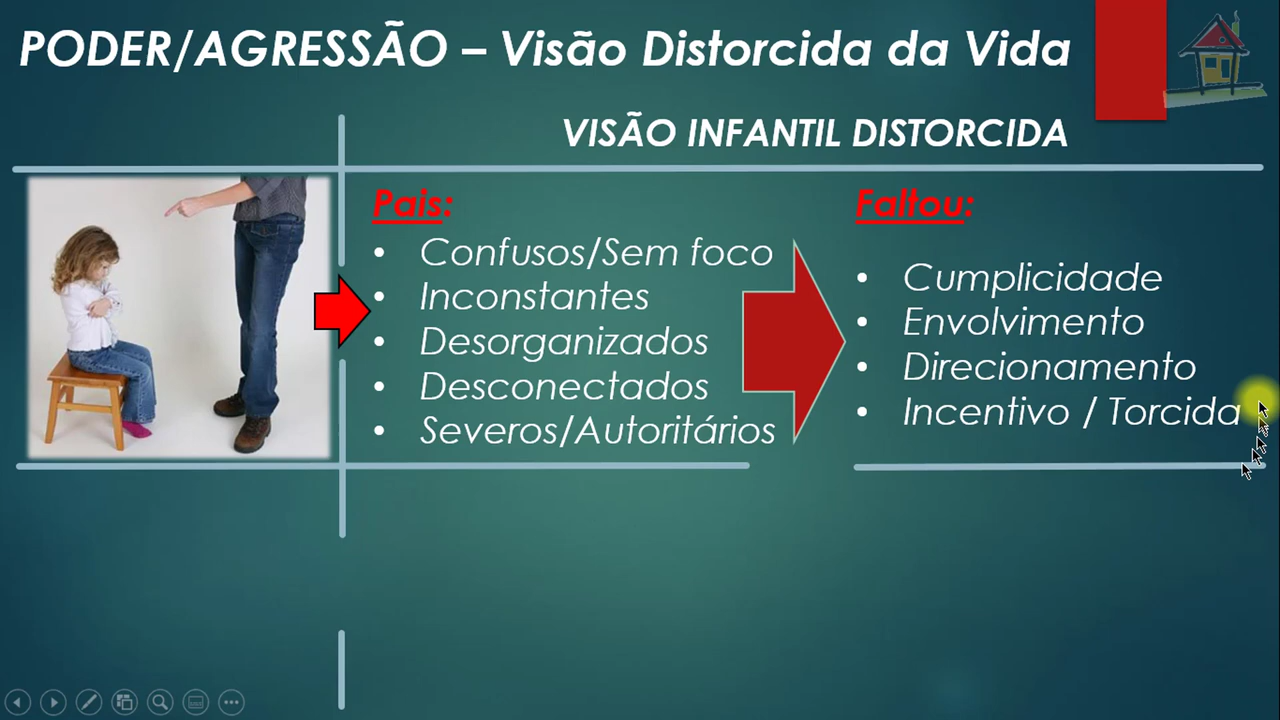 PODER/AGRESSÃO – Visão Distorcida da Vida
VISÃO INFANTIL DISTORCIDA
Pais:
• Confusos/Sem foco
• Inconstantes
• Desorganizados
• Desconectados
• Severos/Autoritários
Faltou:
• Cumplicidade
• Envolvimento
• Direcionamento
• Incentivo / Torcida